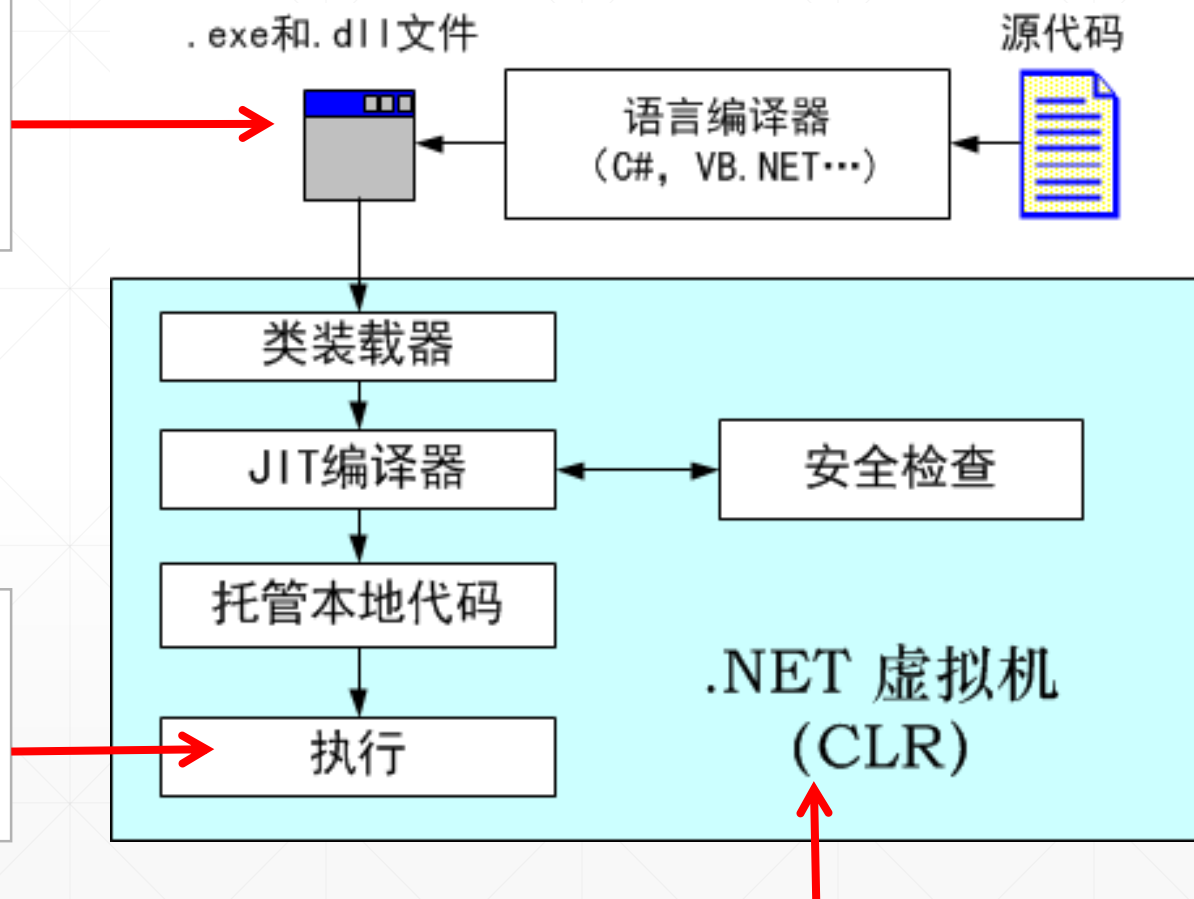 .exe和.dll文件
源代码
语言编译器
(C#, VB.NET…)
类装载器
JIT编译器
安全检查
托管本地代码
.NET 虚拟机
(CLR)
执行